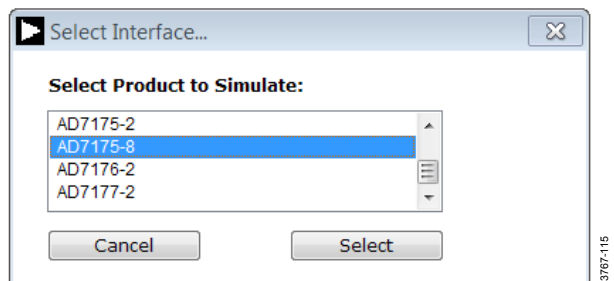 Select Interface...
Select Product to Simulate:
AD7175-2
AD7175-8
AD7176-2
AD7177-2
Cancel Select
3767-115